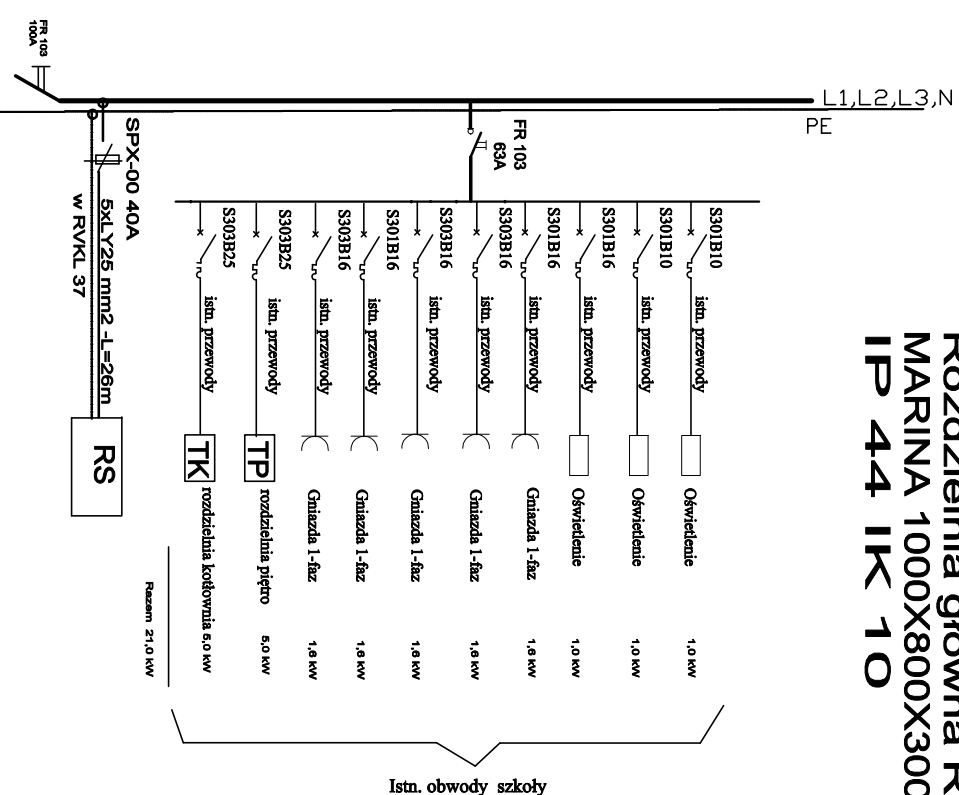 Rozdzielnia główna R
MARINA 1000X800X300
IP 44 IK 10
L1,L2,L3,N
PE
FR 103
100A
FR 103
63A
SPX-00 40A
5xLY25 mm2 -L=26m
w RVKL 37
RS
S301B10
istn. przewody
Oświetlenie
1,0 kW
S301B10
istn. przewody
Oświetlenie
1,0 kW
S301B16
istn. przewody
Oświetlenie
1,0 kW
S301B16
istn. przewody
Gniazda 1-faz
1,6 kW
S303B16
istn. przewody
Gniazda 1-faz
1,6 kW
S303B16
istn. przewody
Gniazda 1-faz
1,6 kW
S301B16
istn. przewody
Gniazda 1-faz
1,6 kW
S303B16
istn. przewody
Gniazda 1-faz
1,6 kW
S303B25
istn. przewody
TP
rozdzielnia piętro
5,0 kW
S303B25
istn. przewody
TK
rozdzielnia kotłownia 5,0 kW
Razem 21,0 kW
Istn. obwody szkoły